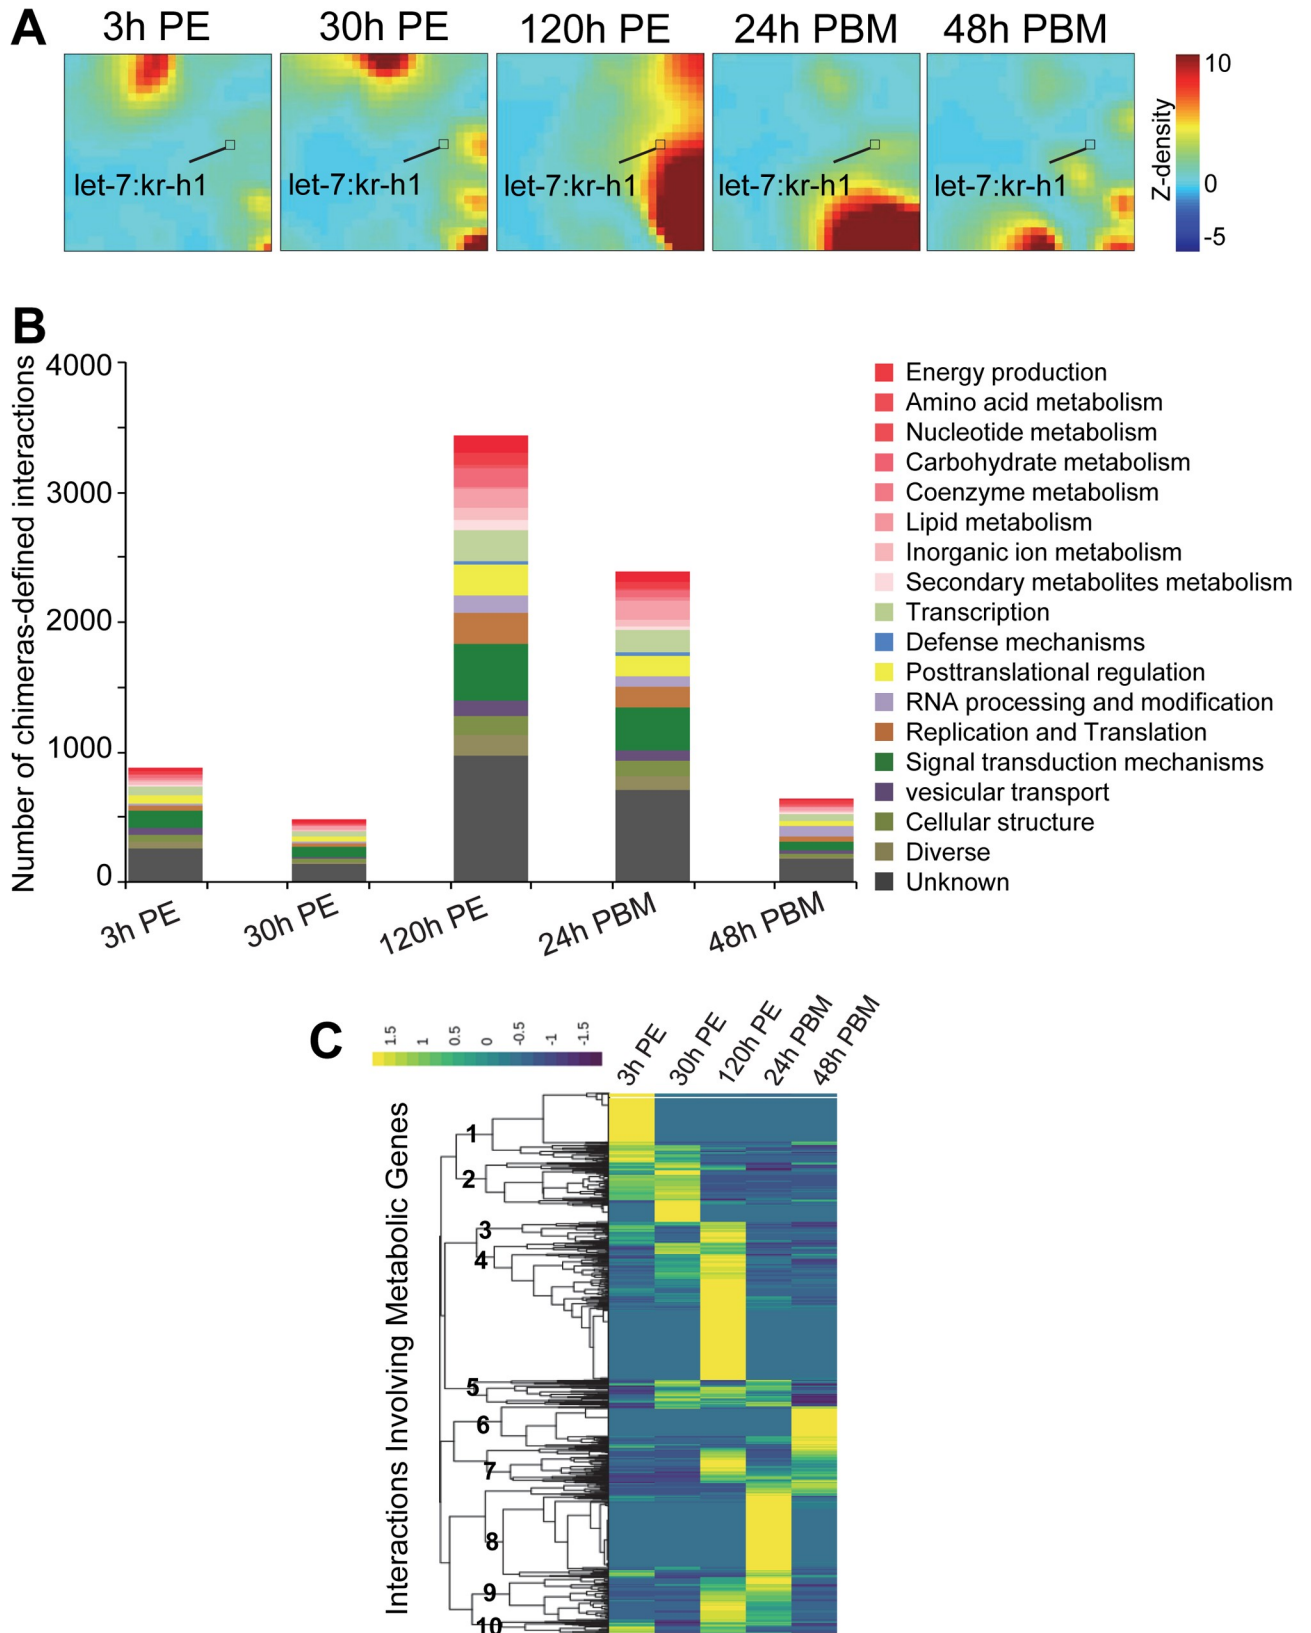 A
3h PE
30h PE
120h PE
24h PBM
48h PBM
let-7:kr-h1
let-7:kr-h1
let-7:kr-h1
let-7:kr-h1
let-7:kr-h1
Z-density
10
0
-5
B
Number of chimeras-defined interactions
4000
3000
2000
1000
0
3h PE
30h PE
120h PE
24h PBM
48h PBM
Energy production
Amino acid metabolism
Nucleotide metabolism
Carbohydrate metabolism
Coenzyme metabolism
Lipid metabolism
Inorganic ion metabolism
Secondary metabolites metabolism
Transcription
Defense mechanisms
Posttranslational regulation
RNA processing and modification
Replication and Translation
Signal transduction mechanisms
vesicular transport
Cellular structure
Diverse
Unknown
C
1.5
1
0.5
0
-0.5
-1
-1.5
3h PE
30h PE
120h PE
24h PBM
48h PBM
Interactions Involving Metabolic Genes
1
2
3
4
5
6
7
8
9
10